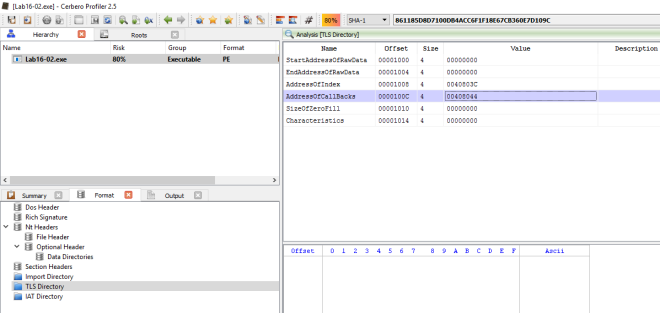 [Lab16-02.exe] - Cerbero Profiler 2.5
80%
SHA-1
B61185D8D7100DB4ACC6F1F18E67CB360E7D109C
Hierarchy
Roots
Name Risk Group Format
Lab16-02.exe 80% Executable PE
Analysis [TLS Directory]
Name Offset Size Value Description
StartAddressOfRawData 00001000 4 00000000
EndAddressOfRawData 00001004 4 00000000
AddressOfIndex 00001008 4 0040803C
AddressOfCallBacks 0000100C 4 00408044
SizeOfZeroFill 00001010 4 00000000
Characteristics 00001014 4 00000000
Summary
Format
Output
Dos Header
Rich Signature
Nt Headers
File Header
Optional Header
Data Directories
Section Headers
Import Directory
TLS Directory
IAT Directory
Offset 0 1 2 3 4 5 6 7 8 9 A B C D E F Ascii